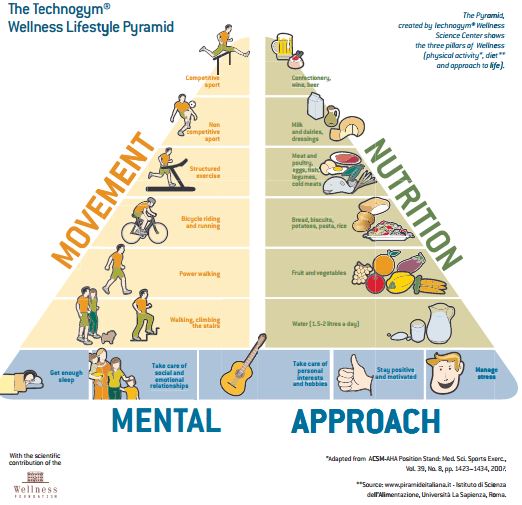 The Technogym®
Wellness Lifestyle Pyramid
The Pyramid,
created by Technogym® Wellness
Science Center shows
the three pillars of Wellness
(physical activity*, diet**
and approach to life).
MOVEMENT
Competitive
sport
Non
competitive
sport
Structured
exercise
Bicycle riding
and running
Power walking
Walking, climbing
the stairs
NUTRITION
Confectionery,
wine, beer
Milk
and dairies,
dressings
Meat and
poultry,
eggs, fish,
legumes,
cold meats
Bread, biscuits,
potatoes, pasta, rice
Fruit and vegetables
Water (1.5-2 litres a day)
Get enough
sleep
Take care of
social and
emotional
relationships
Take care of
personal
interests
and hobbies
Stay positive
and motivated
Manage
stress
MENTAL APPROACH
With the scientific
contribution of the
Wellness
FOUNDATION
*Adapted from ACSM-AHA Position Stand: Med. Sci. Sports Exerc.,
Vol. 39, No. 8, pp. 1423–1434, 2007.
**Source: www.piramideitaliana.it - Istituto di Scienza
dell'Alimentazione, Università La Sapienza, Roma.